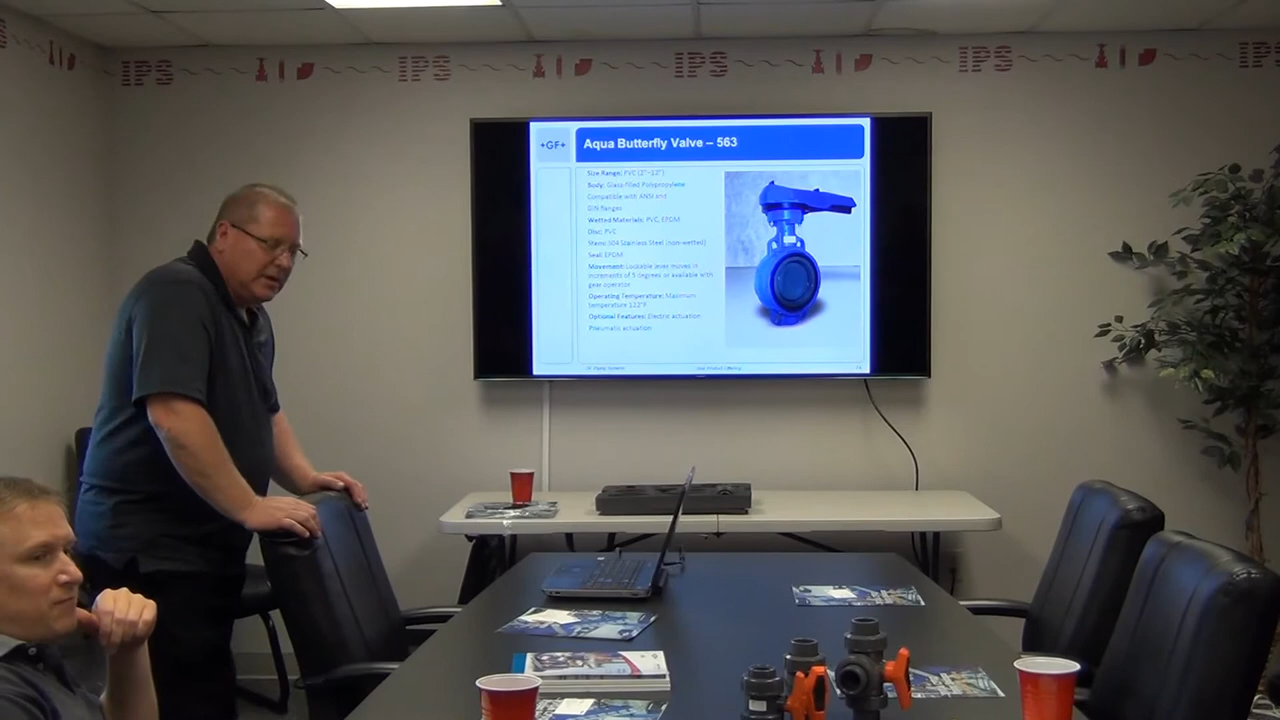 IPS IPS IPS IPS IPS
+GF+
Aqua Butterfly Valve – 563
Size Range: PVC (2"–12")
Body: Glass filled Polypropylene
Compatible with ANSI and
DIN flanges
Wetted Materials: PVC, EPDM
Disc: PVC
Stem: 304 Stainless Steel (non-wetted)
Seal: EPDM
Movement: Lockable lever moves in
increments of 5 degrees or available with
gear operator
Operating Temperature: Maximum
temperature 122°F
Optional Features: Electric actuation
Pneumatic actuation
GF Piping Systems